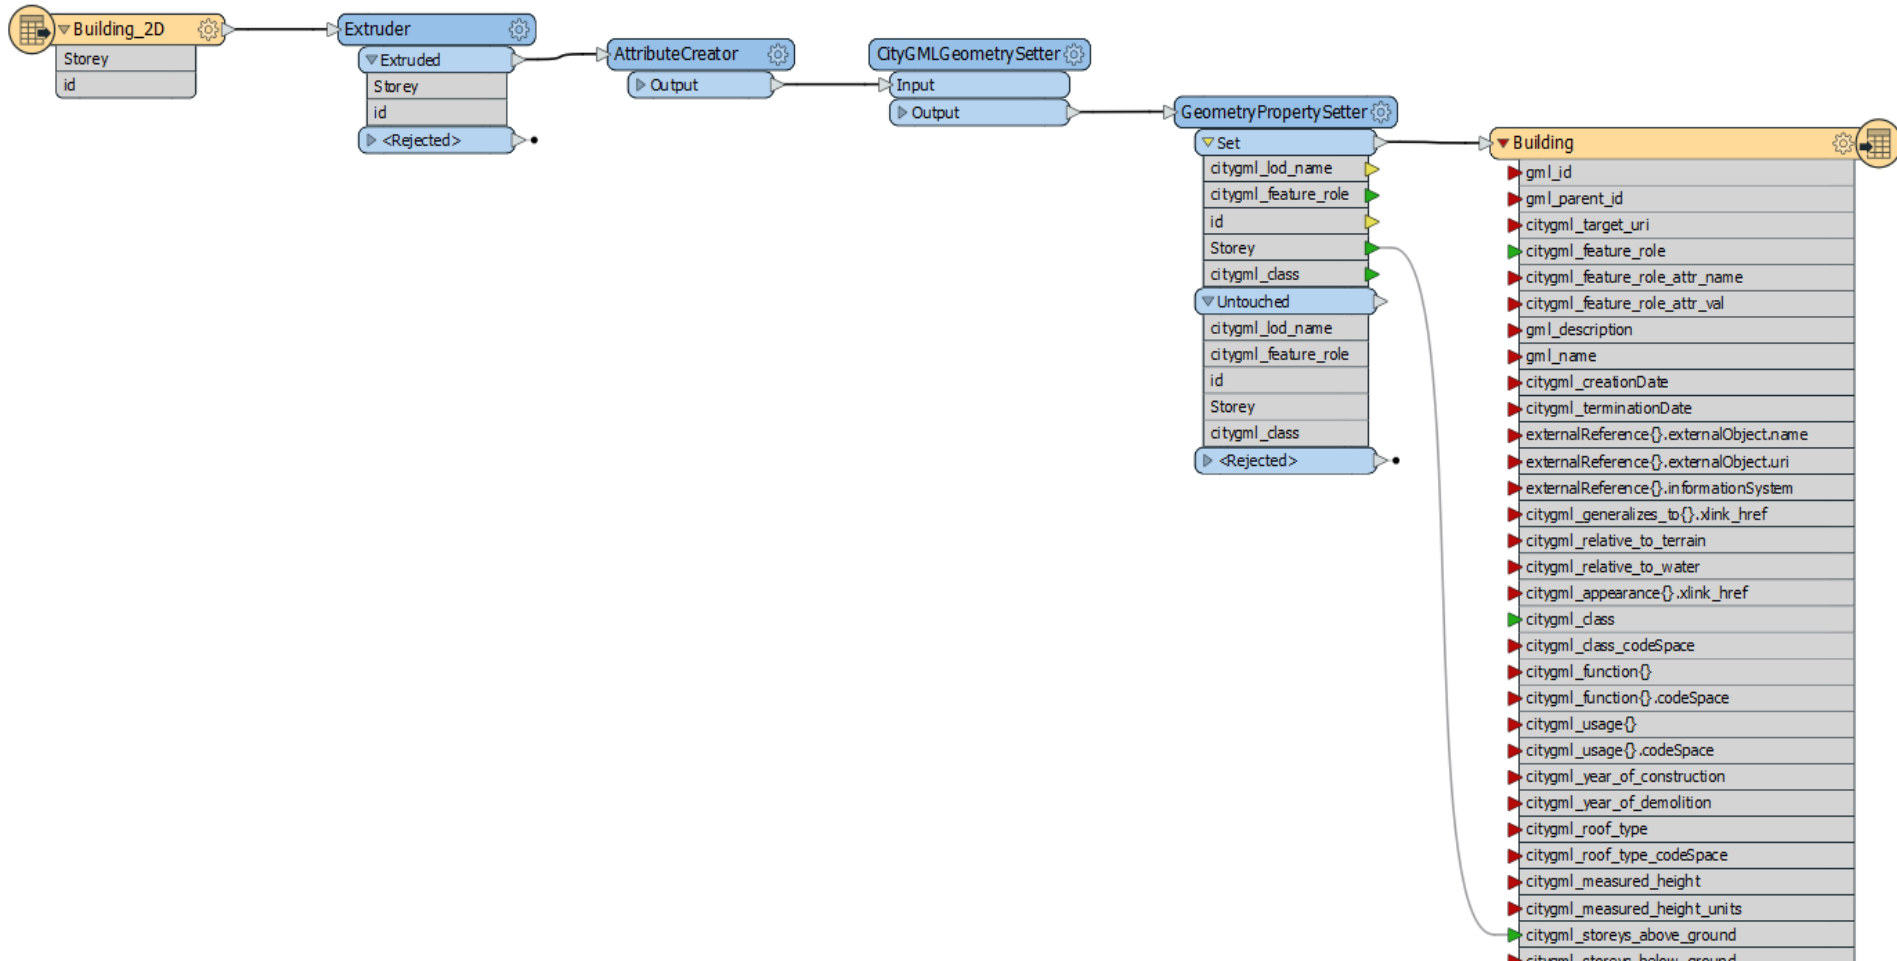 Building_2D
Storey
id
Extruder
Extruded
Storey
id
<Rejected>
AttributeCreator
Output
CityGMLGeometrySetter
Input
Output
GeometryPropertySetter
Set
citygml_lod_name
citygml_feature_role
id
Storey
citygml_class
Untouched
citygml_lod_name
citygml_feature_role
id
Storey
citygml_class
<Rejected>
Building
gml_id
gml_parent_id
citygml_target_uri
citygml_feature_role
citygml_feature_role_attr_name
citygml_feature_role_attr_val
gml_description
gml_name
citygml_creationDate
citygml_terminationDate
externalReference{}.externalObject.name
externalReference{}.externalObject.uri
externalReference{}.informationSystem
citygml_generalizes_to{}.xlink_href
citygml_relative_to_terrain
citygml_relative_to_water
citygml_appearance{}.xlink_href
citygml_class
citygml_class_codeSpace
citygml_function{}
citygml_function{}.codeSpace
citygml_usage{}
citygml_usage{}.codeSpace
citygml_year_of_construction
citygml_year_of_demolition
citygml_roof_type
citygml_roof_type_codeSpace
citygml_measured_height
citygml_measured_height_units
citygml_storeys_above_ground
citygml_storeys_below_ground